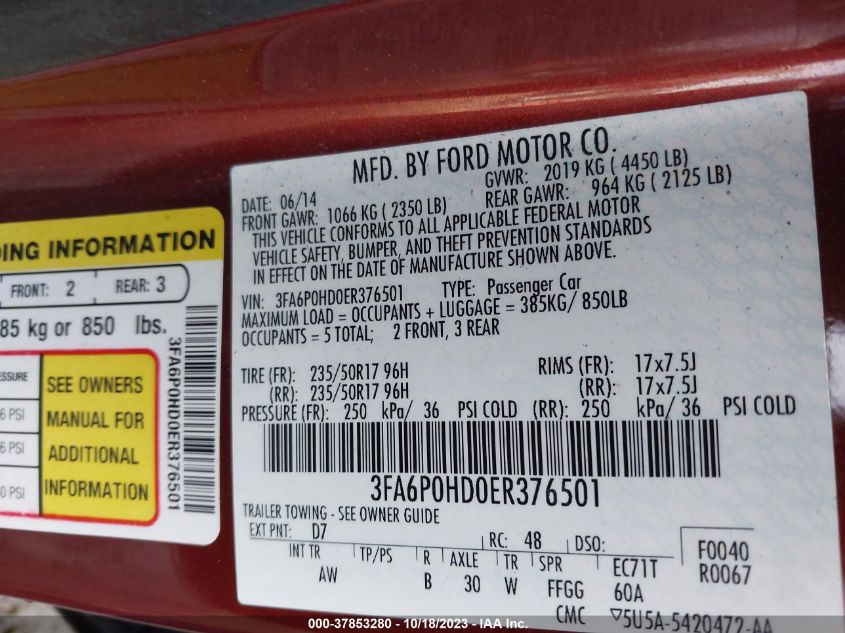 DING INFORMATION
FRONT: 2 REAR: 3
85 kg or 850 lbs.
ESSURE
6 PSI
6 PSI
0 PSI
SEE OWNERS
MANUAL FOR
ADDITIONAL
INFORMATION
3FA6P0HD0ER376501
MFD. BY FORD MOTOR CO.
DATE: 06/14 GVWR: 2019 KG ( 4450 LB)
FRONT GAWR: 1066 KG ( 2350 LB) REAR GAWR: 964 KG ( 2125 LB)
THIS VEHICLE CONFORMS TO ALL APPLICABLE FEDERAL MOTOR
VEHICLE SAFETY, BUMPER, AND THEFT PREVENTION STANDARDS
IN EFFECT ON THE DATE OF MANUFACTURE SHOWN ABOVE.
VIN: 3FA6P0HD0ER376501 TYPE: Passenger Car
MAXIMUM LOAD = OCCUPANTS + LUGGAGE = 385KG/ 850LB
OCCUPANTS = 5 TOTAL; 2 FRONT, 3 REAR
TIRE (FR): 235/50R17 96H RIMS (FR): 17x7.5J
(RR): 235/50R17 96H (RR): 17x7.5J
PRESSURE (FR): 250 kPa/ 36 PSI COLD (RR): 250 kPa/ 36 PSI COLD
3FA6P0HD0ER376501
TRAILER TOWING - SEE OWNER GUIDE
EXT PNT: D7 RC: 48 DSO: F0040
INT TR TP/PS R AXLE TR SPR EC71T R0067
AW B 30 W FFGG 60A
CMC ▽5U5A-5420472-AA
000-37853280 - 10/18/2023 - IAA Inc.